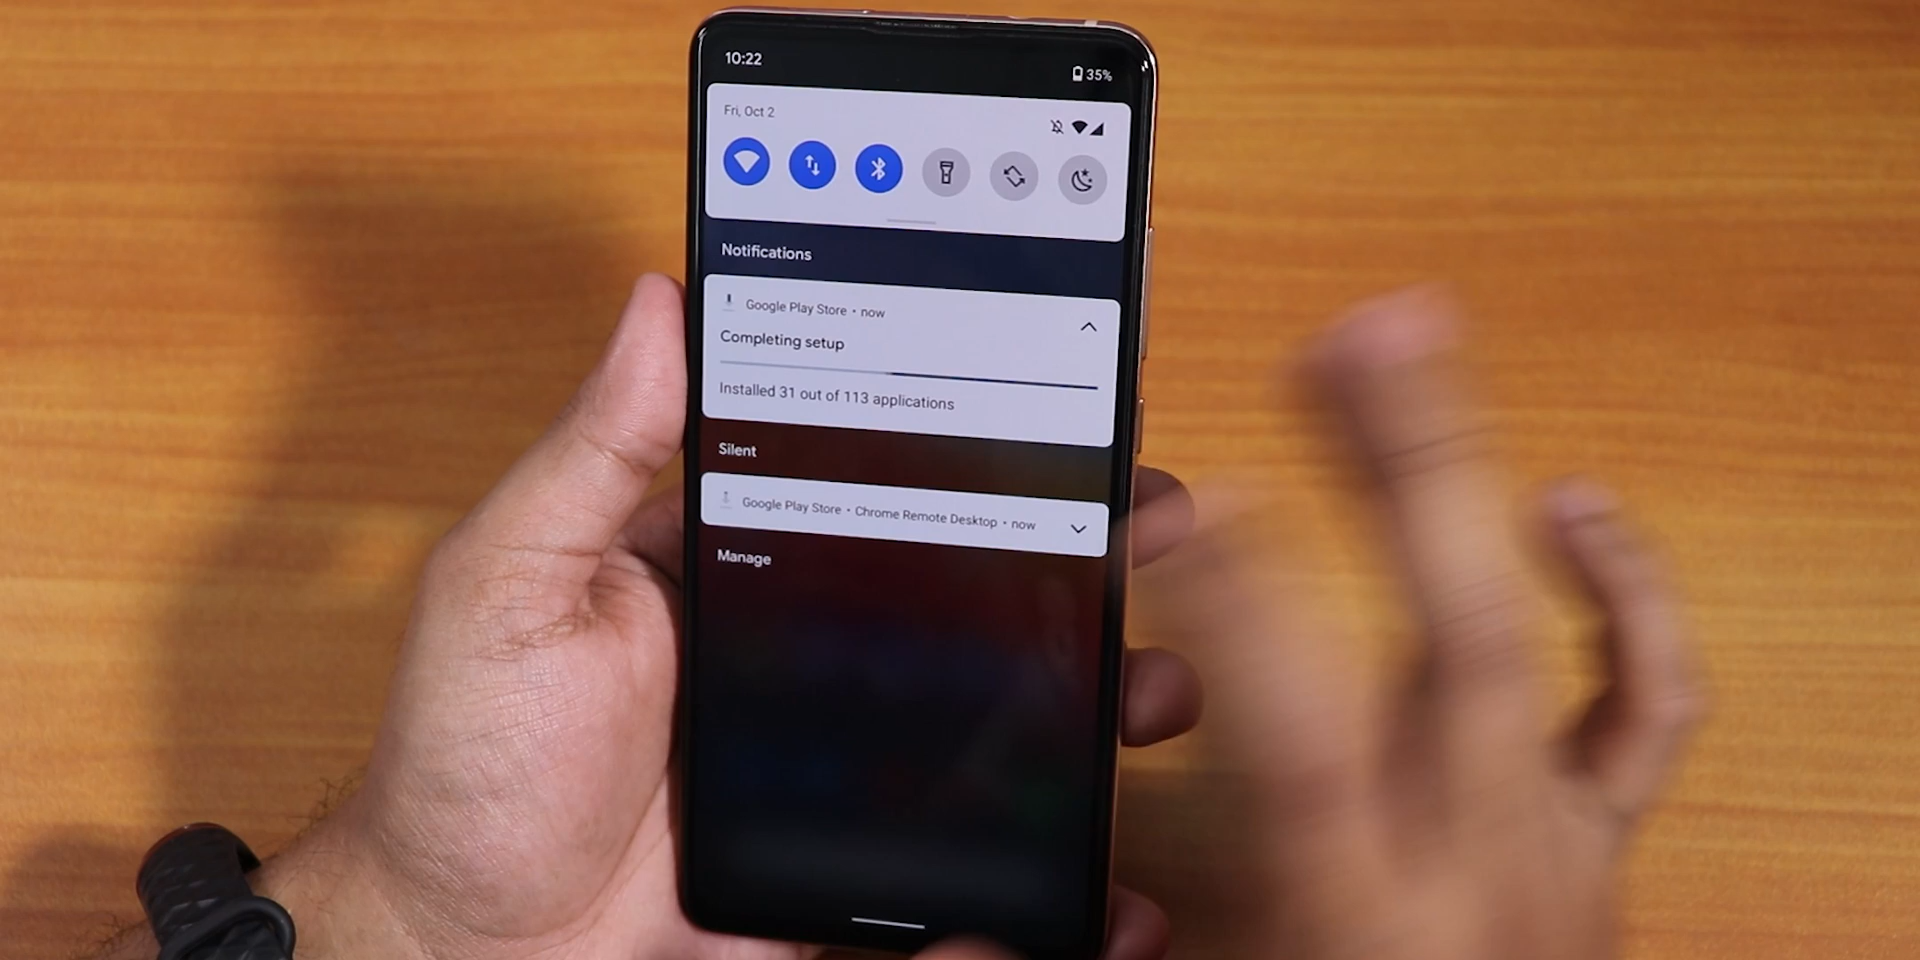 10:22
35%
Fri, Oct 2
Notifications
Google Play Store • now
Completing setup
Installed 31 out of 113 applications
Silent
Google Play Store • Chrome Remote Desktop • now
Manage